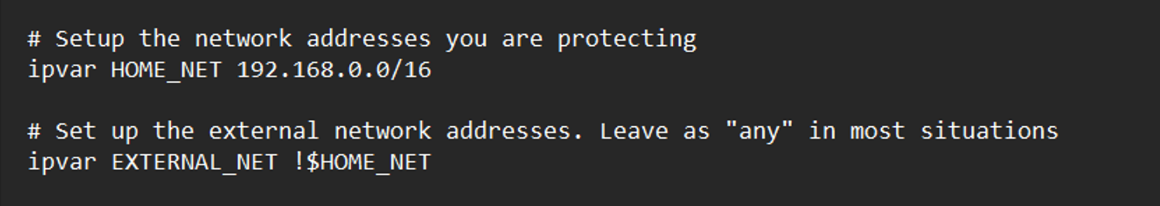 # Setup the network addresses you are protecting
ipvar HOME_NET 192.168.0.0/16
# Set up the external network addresses. Leave as "any" in most situations
ipvar EXTERNAL_NET !$HOME_NET